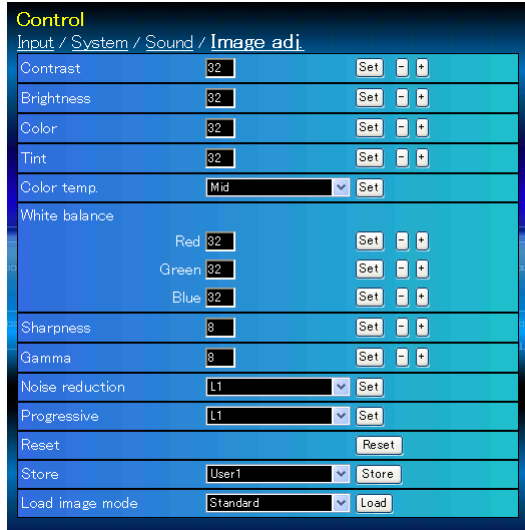 Control
Input / System / Sound / Image adj.
Contrast 32 Set - +
Brightness 32 Set - +
Color 32 Set - +
Tint 32 Set - +
Color temp. Mid Set
White balance
Red 32 Set - +
Green 32 Set - +
Blue 32 Set - +
Sharpness 8 Set - +
Gamma 8 Set - +
Noise reduction L1 Set
Progressive L1 Set
Reset Reset
Store User1 Store
Load image mode Standard Load